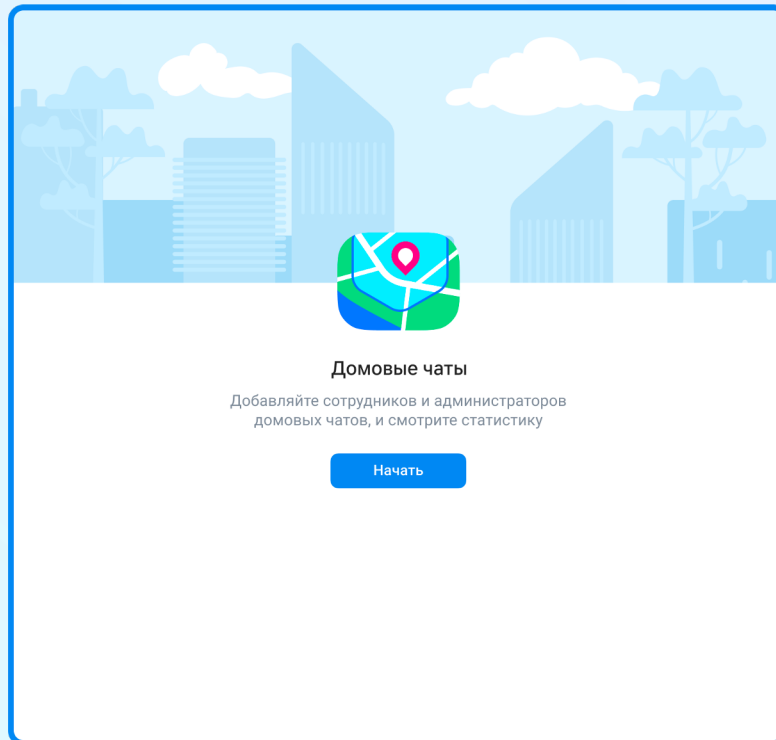 Домовые чаты
Добавляйте сотрудников и администраторов
домовых чатов, и смотрите статистику
Начать